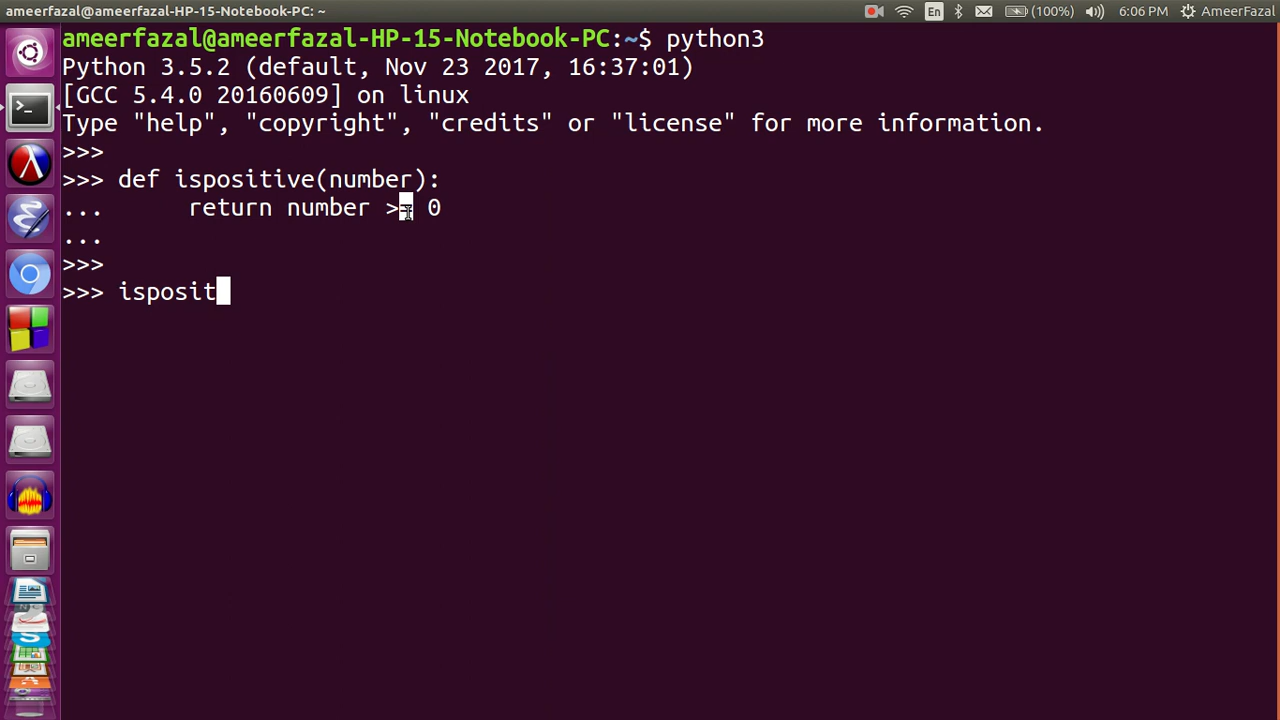 ameerfazal@ameerfazal-HP-15-Notebook-PC: ~ En (100%) 6:06 PM AmeerFazal
ameerfazal@ameerfazal-HP-15-Notebook-PC:~$ python3
Python 3.5.2 (default, Nov 23 2017, 16:37:01)
[GCC 5.4.0 20160609] on linux
Type "help", "copyright", "credits" or "license" for more information.
>>>
>>> def ispositive(number):
... return number >= 0
...
>>>
>>> isposit